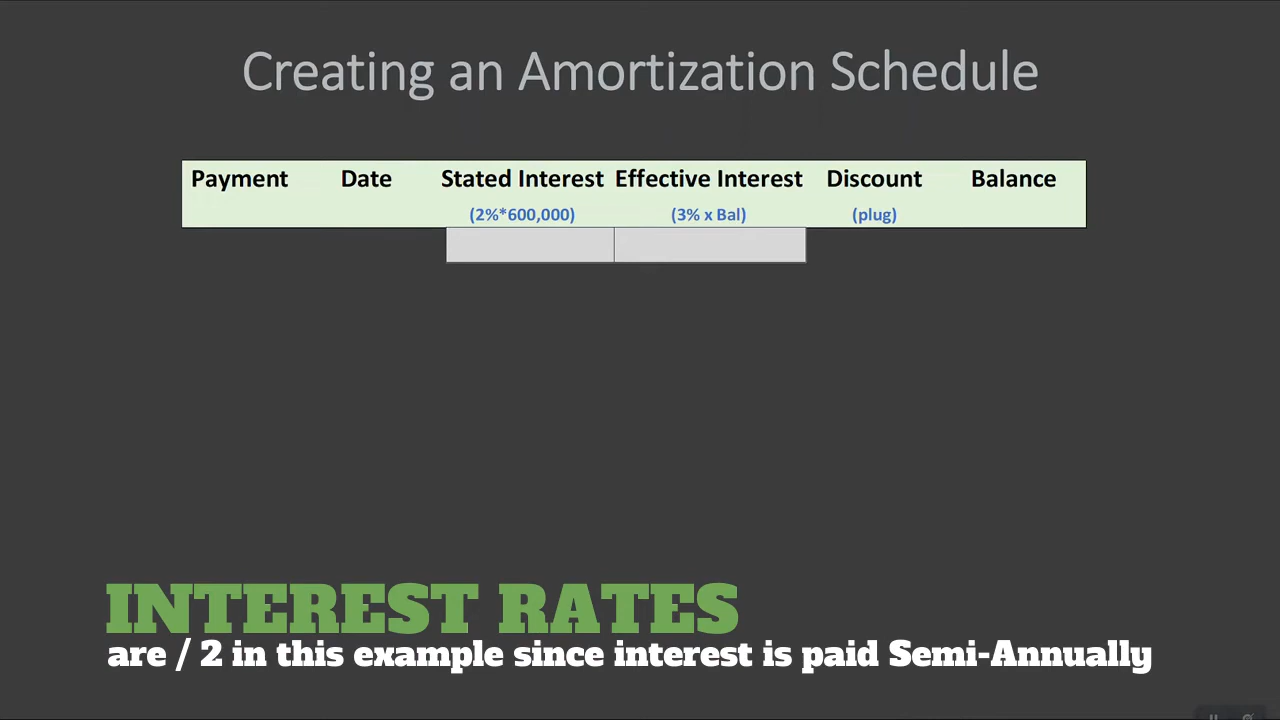 Creating an Amortization Schedule
Payment Date Stated Interest Effective Interest Discount Balance
(2%*600,000) (3% x Bal) (plug)
INTEREST RATES
are / 2 in this example since interest is paid Semi-Annually